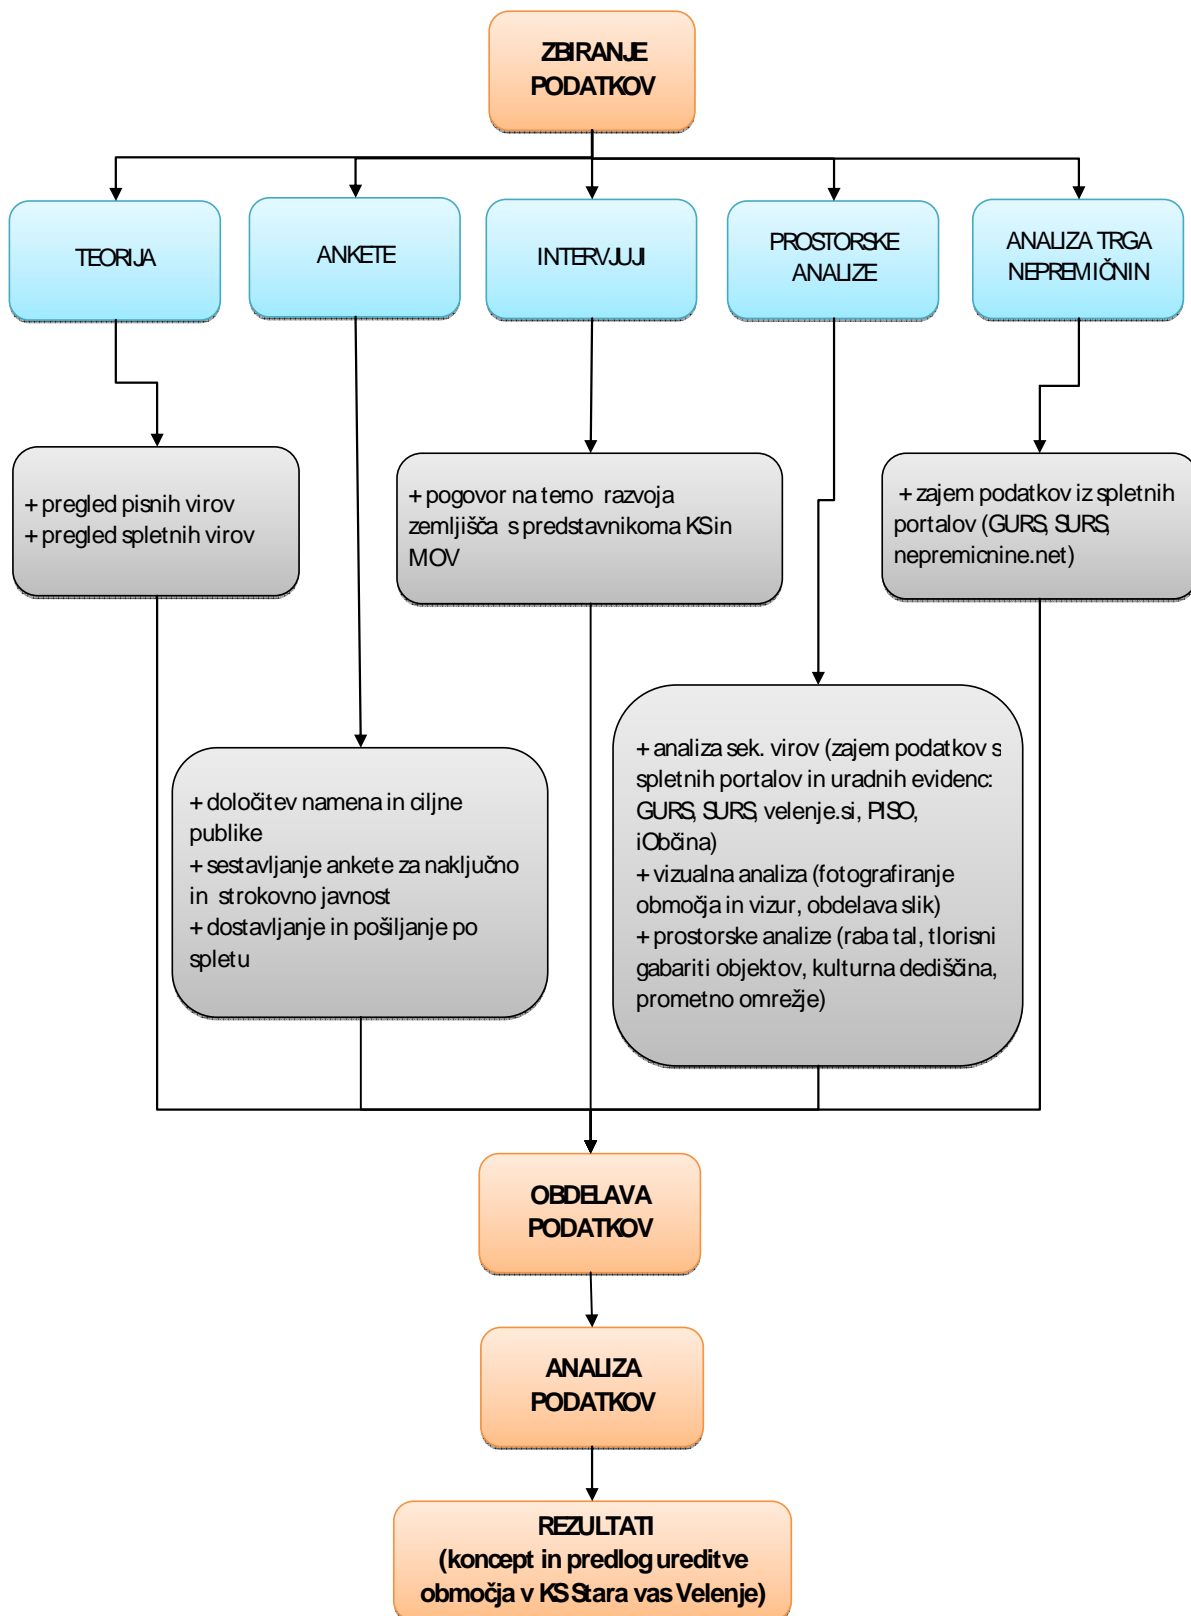 ZBIRANJE
PODATKOV
TEORIJA
ANKETE
INTERVJUJI
PROSTORSKE
ANALIZE
ANALIZA TRGA
NEPREMIČNIN
+ pregled pisnih virov
+ pregled spletnih virov
+ pogovor na temo razvoja
zemljišča s predstavnikoma KS in
MOV
+ zajem podatkov iz spletnih
portalov (GURS, SURS,
nepremicnine.net)
+ določitev namena in ciljne
publike
+ sestavljanje ankete za naključno
in strokovno javnost
+ dostavljanje in pošiljanje po
spletu
+ analiza sek. virov (zajem podatkov s
spletnih portalov in uradnih evidenc:
GURS, SURS, velenje.si, PISO,
iObčina)
+ vizualna analiza (fotografiranje
območja in vizur, obdelava slik)
+ prostorske analize (raba tal, tlorisni
gabariti objektov, kulturna dediščina,
prometno omrežje)
OBDELAVA
PODATKOV
ANALIZA
PODATKOV
REZULTATI
(koncept in predlog ureditve
območja v KS Stara vas Velenje)